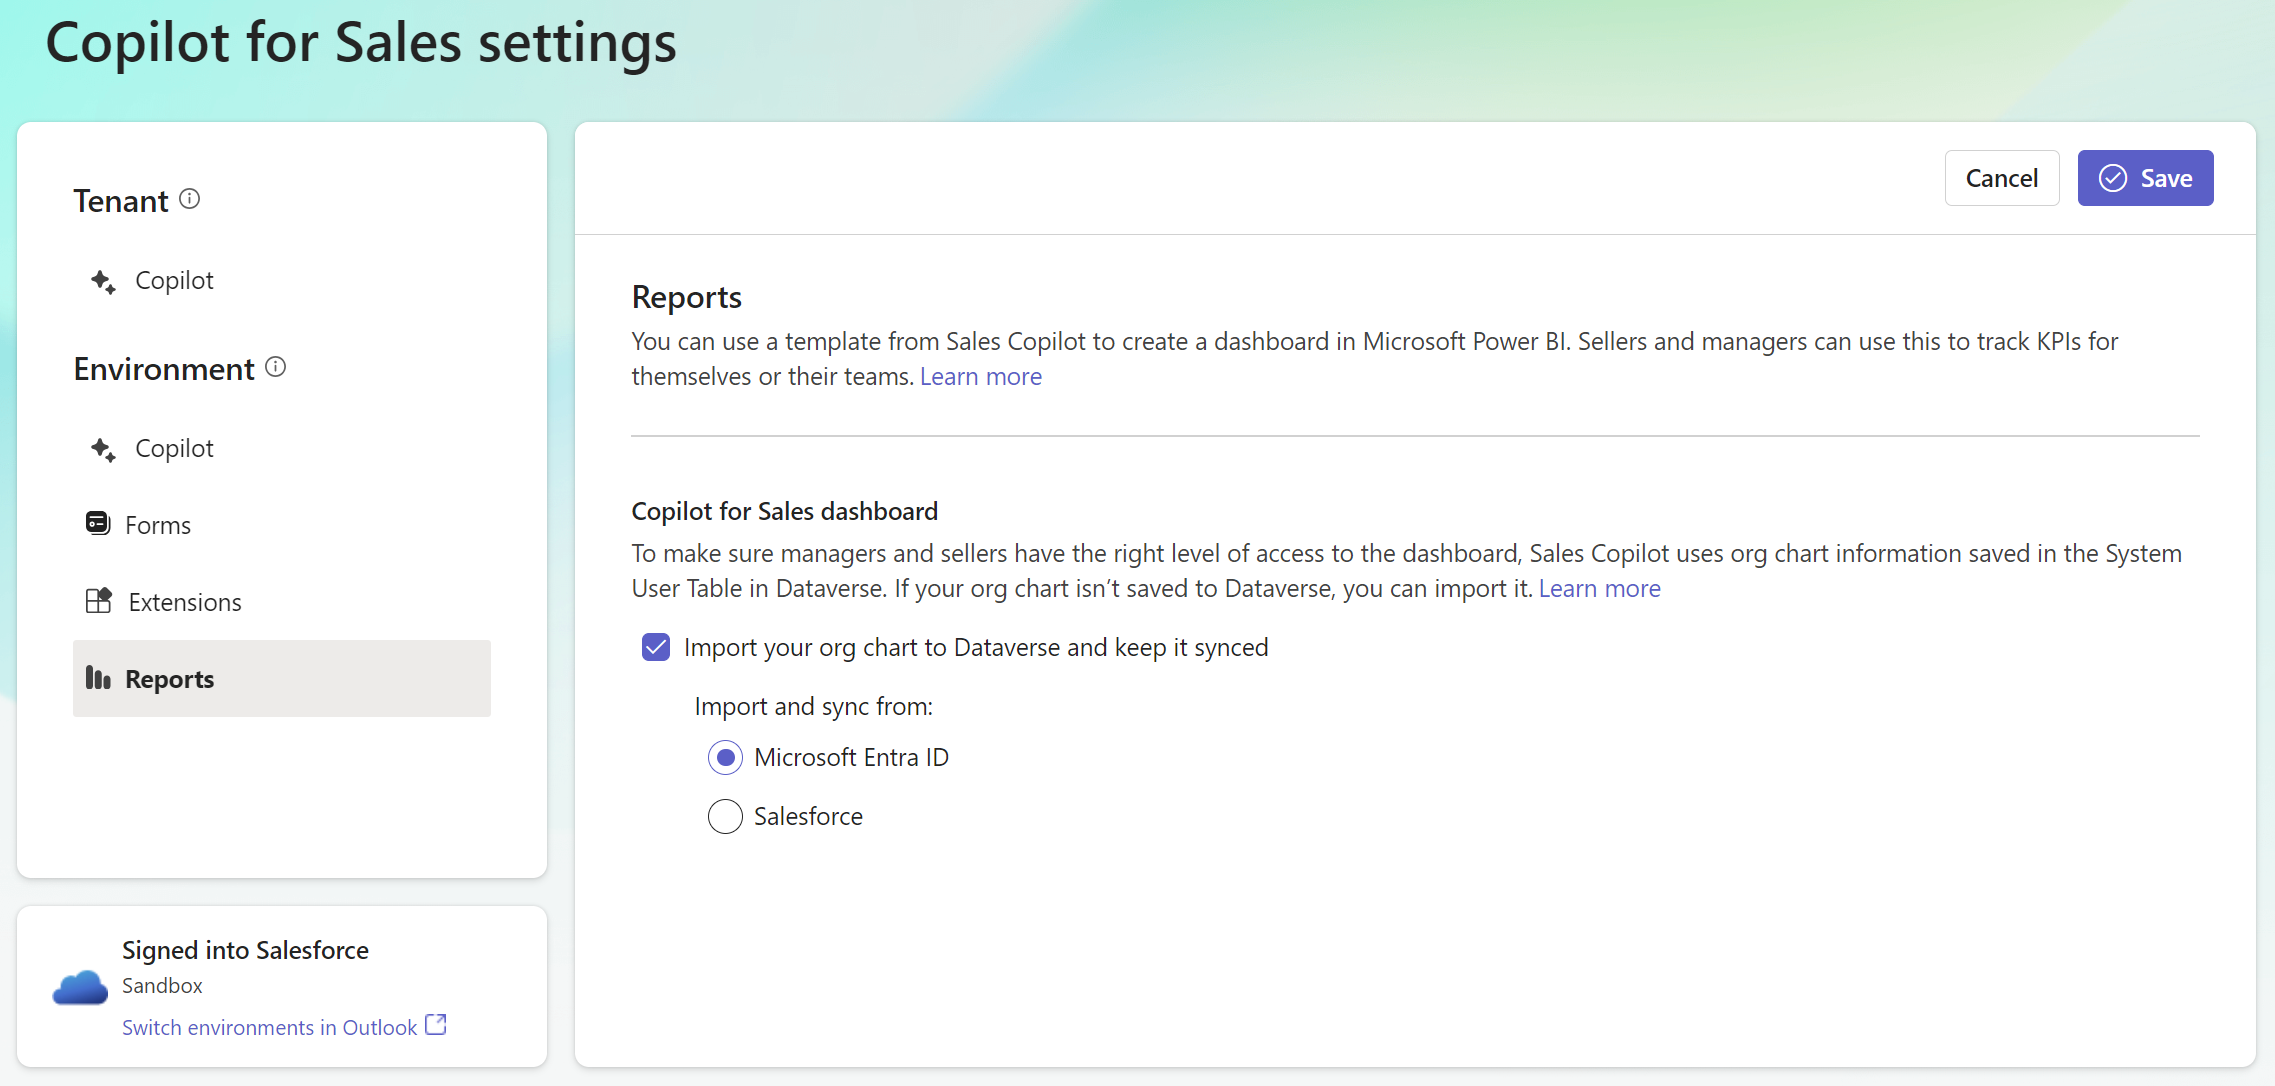 Copilot for Sales settings
Tenant
Copilot
Environment
Copilot
Forms
Extensions
Reports
Signed into Salesforce
Sandbox
Switch environments in Outlook
Cancel
Save
Reports
You can use a template from Sales Copilot to create a dashboard in Microsoft Power BI. Sellers and managers can use this to track KPIs for
themselves or their teams. Learn more
Copilot for Sales dashboard
To make sure managers and sellers have the right level of access to the dashboard, Sales Copilot uses org chart information saved in the System
User Table in Dataverse. If your org chart isn’t saved to Dataverse, you can import it. Learn more
Import your org chart to Dataverse and keep it synced
Import and sync from:
Microsoft Entra ID
Salesforce